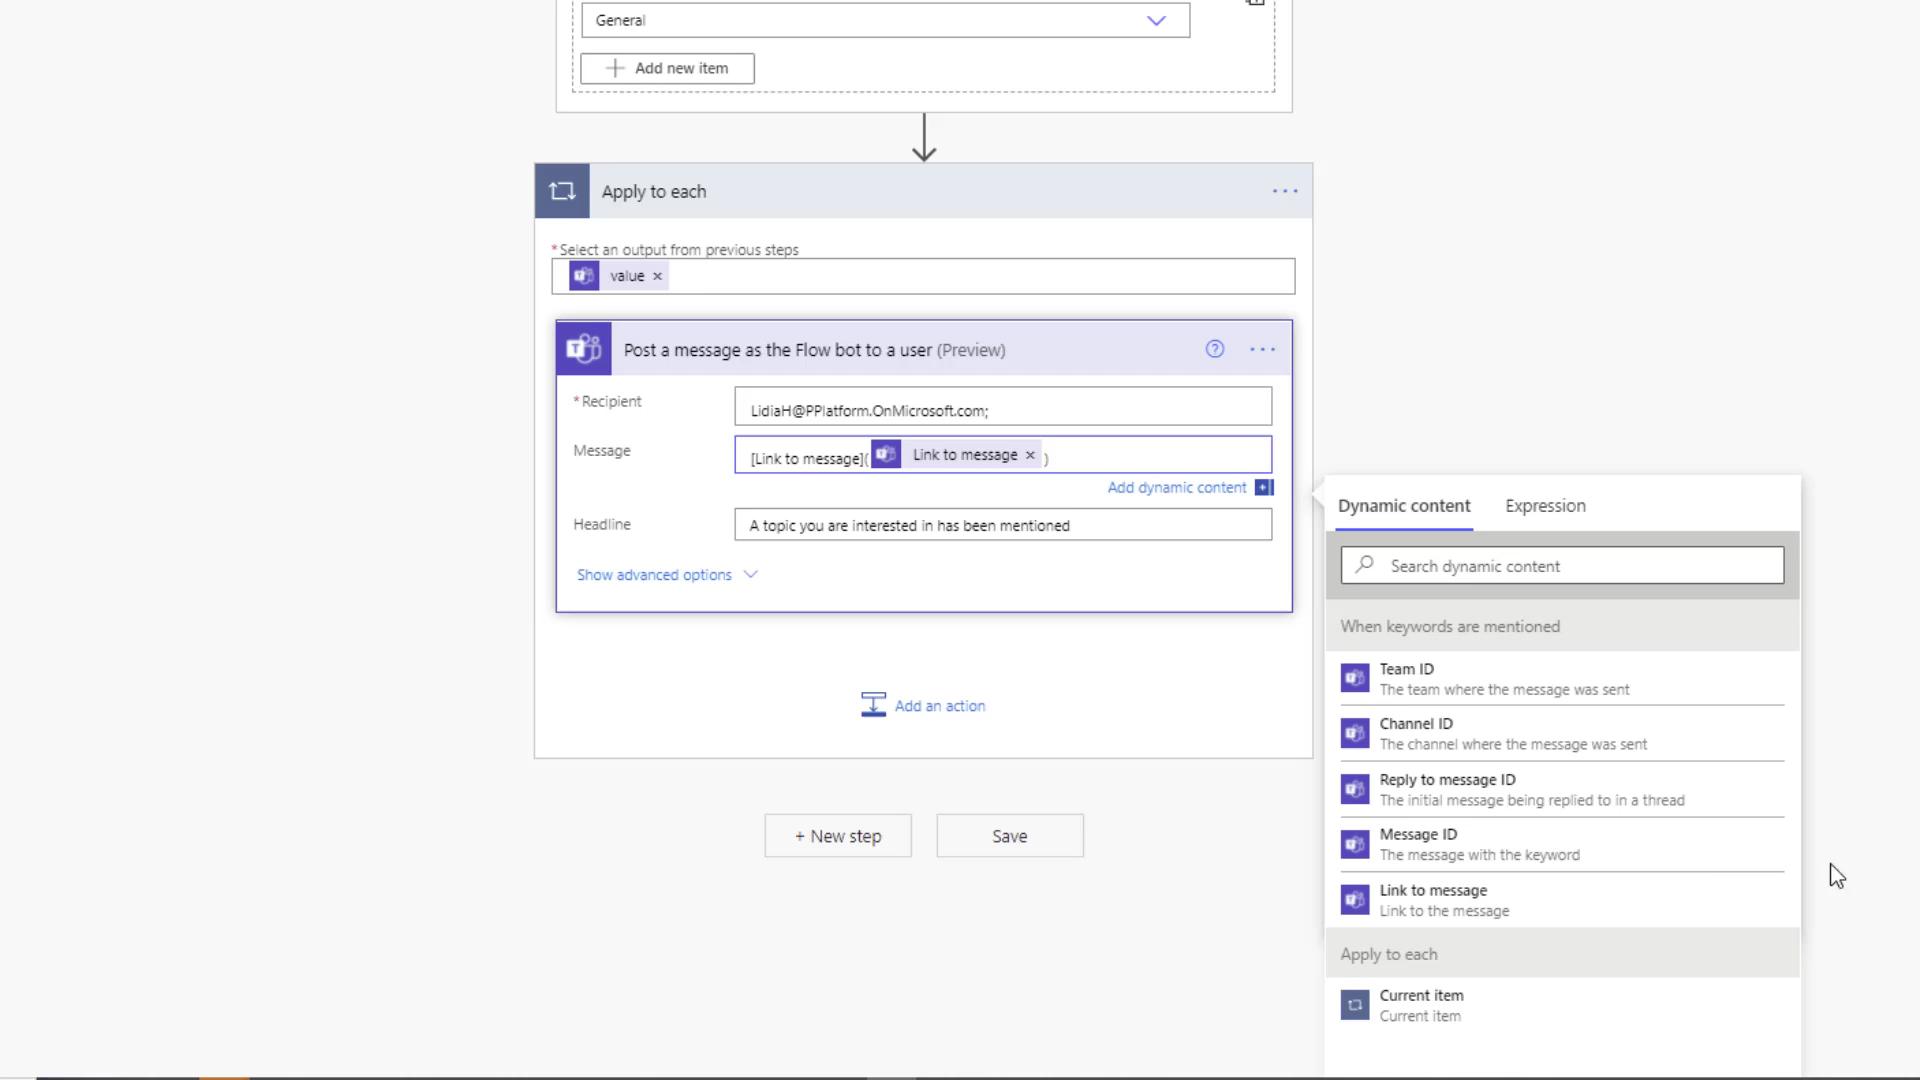 General
Add new item
Apply to each
* Select an output from previous steps
value ×
Post a message as the Flow bot to a user (Preview)
* Recipient
LidiaH@PPlatform.OnMicrosoft.com;
Message
[Link to message]( Link to message × )
Add dynamic content
Headline
A topic you are interested in has been mentioned
Show advanced options
Add an action
+ New step
Save
Dynamic content
Expression
Search dynamic content
When keywords are mentioned
Team ID
The team where the message was sent
Channel ID
The channel where the message was sent
Reply to message ID
The initial message being replied to in a thread
Message ID
The message with the keyword
Link to message
Link to the message
Apply to each
Current item
Current item